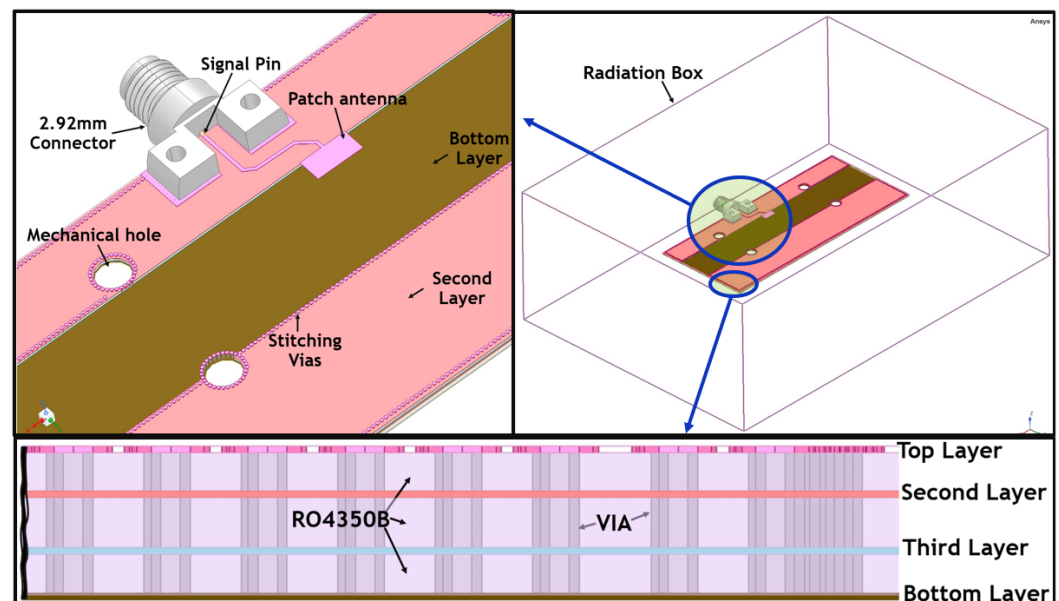 Signal Pin
Patch antenna
2.92mm
Connector
Bottom
Layer
Mechanical hole
Second
Layer
Stitching
Vias
Ansys
Radiation Box
Top Layer
Second Layer
RO4350B
VIA
Third Layer
Bottom Layer